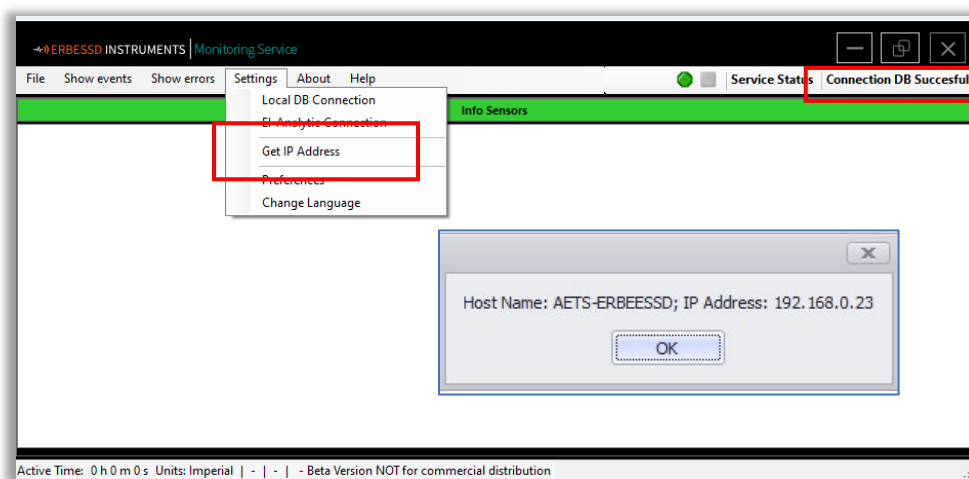 ERBESSD INSTRUMENTS | Monitoring Service
File Show events Show errors Settings About Help Service Status Connection DB Succesful
Info Sensors
Local DB Connection
EI Analytic Connection
Get IP Address
Preferences
Change Language
Host Name: AETS-ERBEESSD; IP Address: 192.168.0.23
OK
Active Time: 0 h 0 m 0 s Units: Imperial | - | - | - Beta Version NOT for commercial distribution